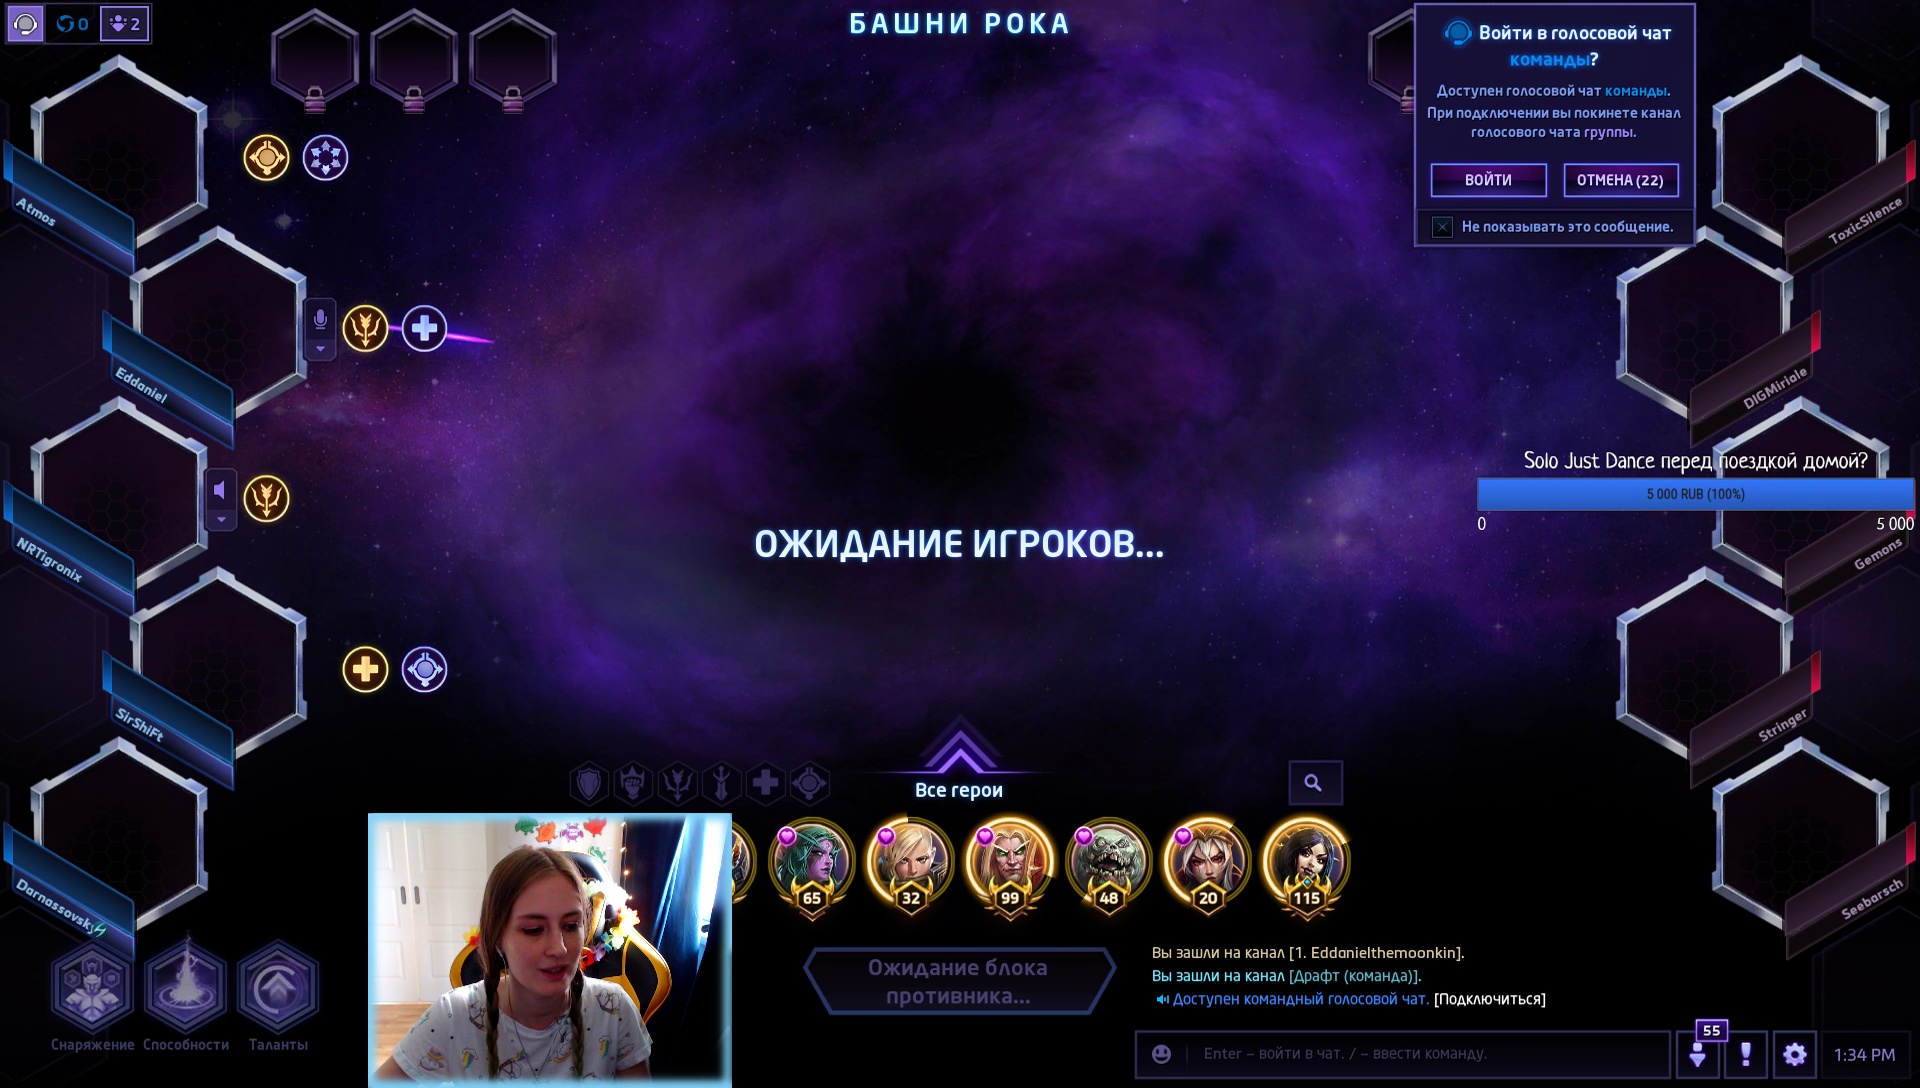 0
2
БАШНИ РОКА
Войти в голосовой чат
команды?
Доступен голосовой чат команды.
При подключении вы покинете канал
голосового чата группы.
ВОЙТИ
ОТМЕНА (22)
Не показывать это сообщение.
Atmos
Eddaniel
NRTigronix
SirShiFt
Darnassovsky
ToxicSilence
DIGMiriale
Solo Just Dance перед поездкой домой?
5 000 RUB (100%)
0
5 000
Gemons
Stringer
Seebarsch
ОЖИДАНИЕ ИГРОКОВ...
Все герои
65
32
99
48
20
115
Ожидание блока
противника...
Вы зашли на канал [1. Eddanielthemoonkin].
Вы зашли на канал [Драфт (команда)].
Доступен командный голосовой чат. [Подключиться]
Снаряжение
Способности
Таланты
Enter – войти в чат. / – ввести команду.
55
1:34 PM